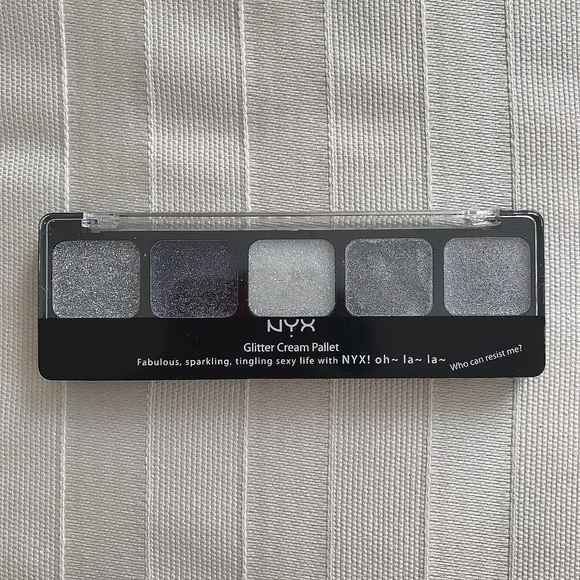 NYX
Glitter Cream Pallet
Fabulous, sparkling, tingling sexy life with NYX! oh~ la~ la~
Who can resist me?